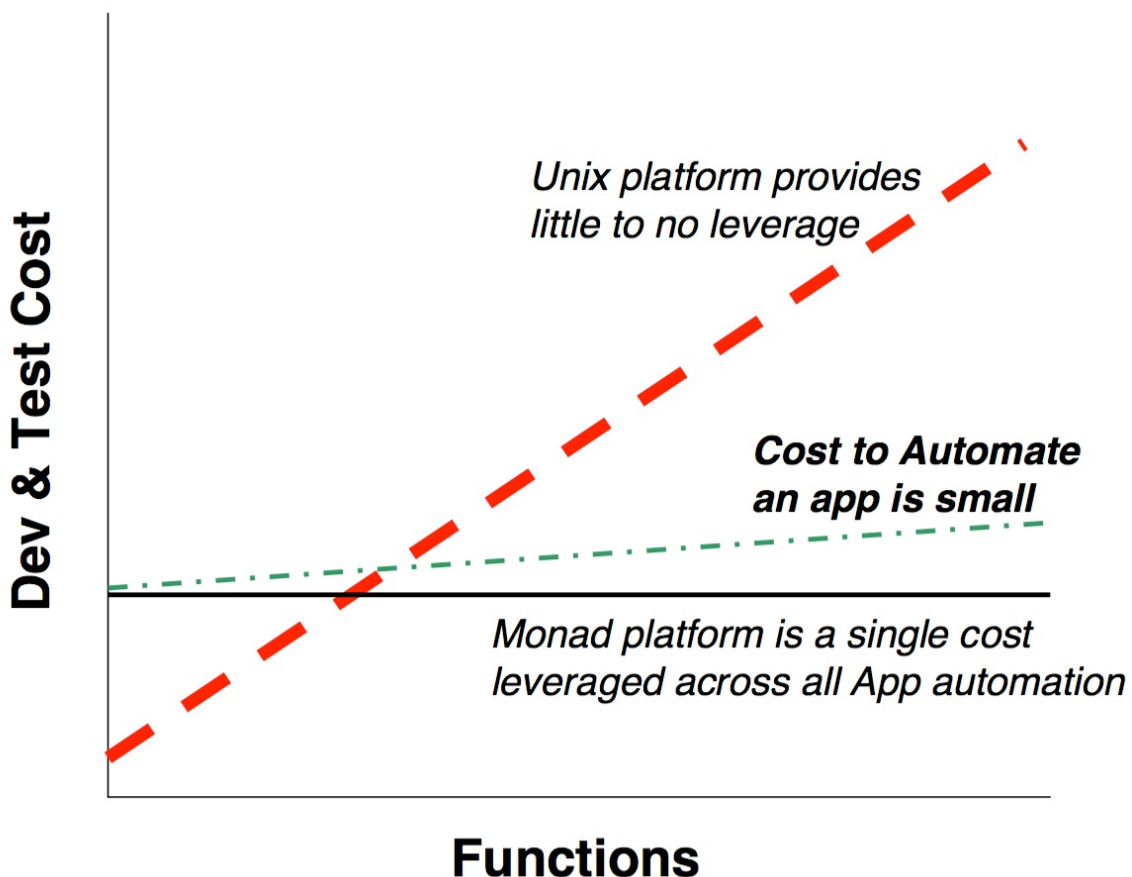 Unix platform provides
little to no leverage
Dev & Test Cost
Cost to Automate
an app is small
Monad platform is a single cost
leveraged across all App automation
Functions